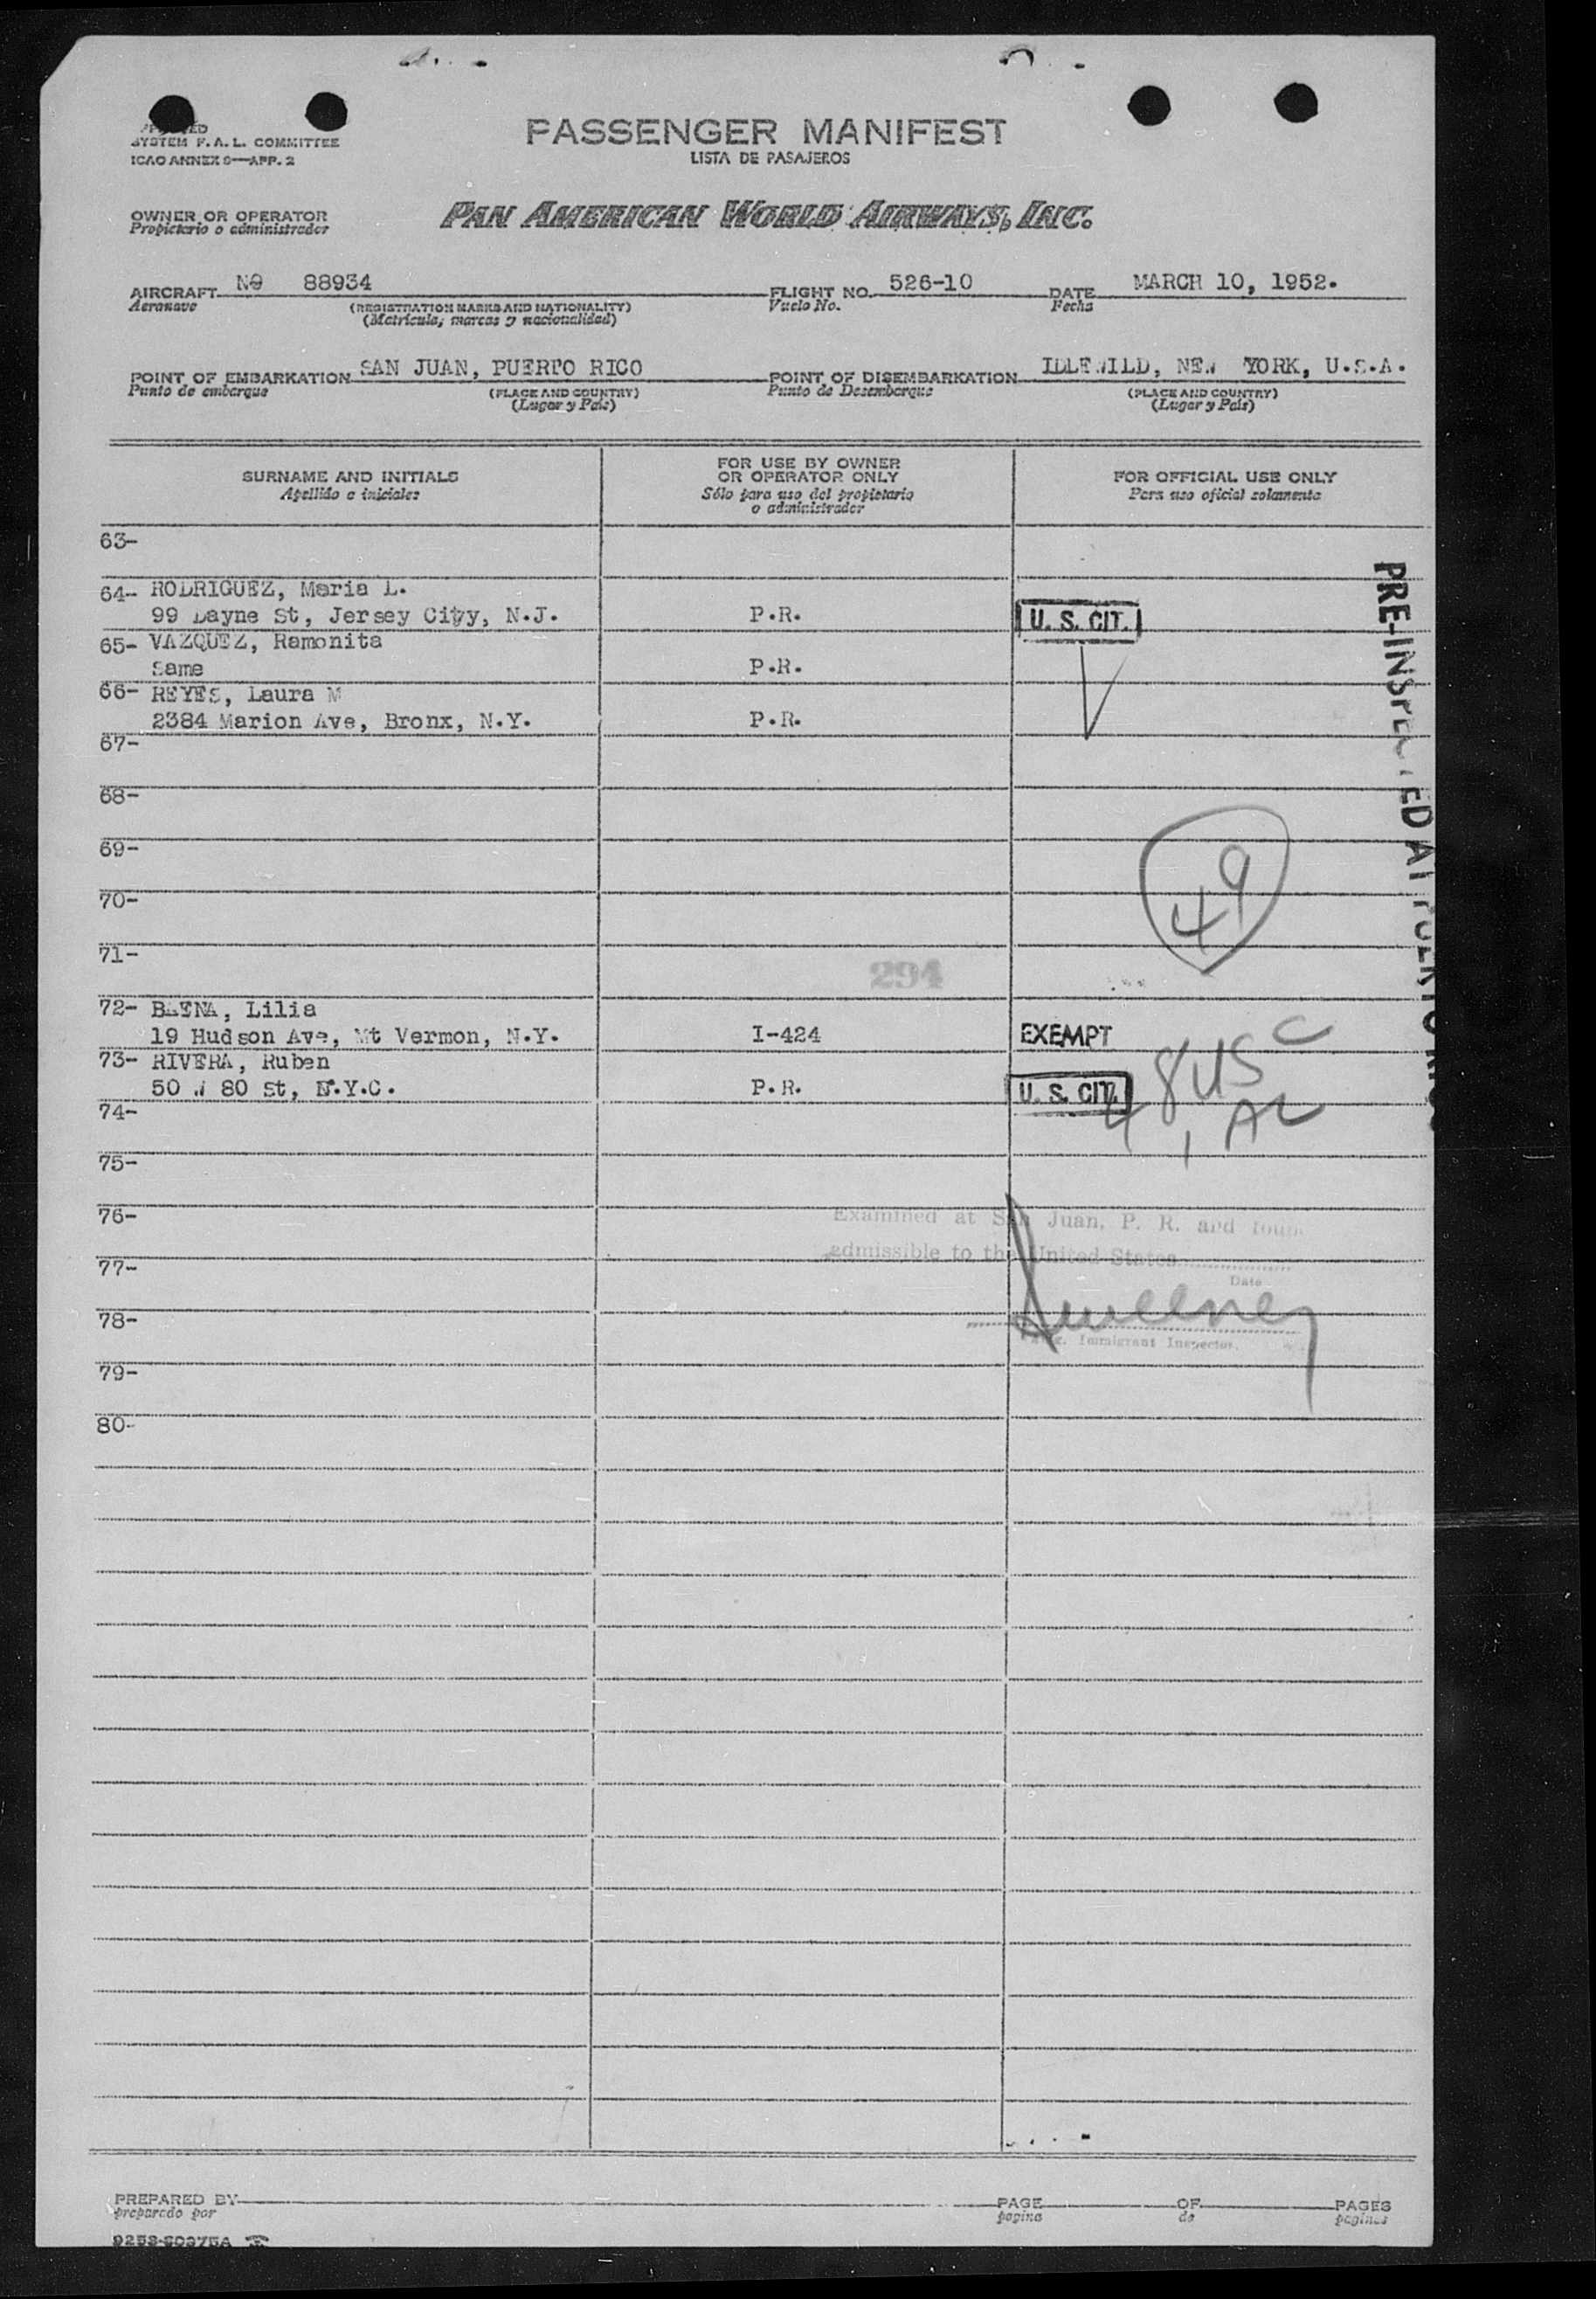 SYSTEM F.A.L. COMMITTEE
ICAO ANNEX 9—APP. 2
PASSENGER MANIFEST
LISTA DE PASAJEROS
OWNER OR OPERATOR
Propietario o administrador
PAN AMERICAN WORLD AIRWAYS, INC.
AIRCRAFT NO 88934
Aeronave
(REGISTRATION MARKS AND NATIONALITY)
(Matrícula, marcas y nacionalidad)
FLIGHT NO. 526-10
Vuelo No.
DATE MARCH 10, 1952.
Fecha
POINT OF EMBARKATION SAN JUAN, PUERTO RICO
Punto de embarque
(PLACE AND COUNTRY)
(Lugar y País)
POINT OF DISEMBARKATION IDLEWILD, NEW YORK, U.S.A.
Punto de Desembarque
(PLACE AND COUNTRY)
(Lugar y País)
SURNAME AND INITIALS
Apellido e iniciales
FOR USE BY OWNER
OR OPERATOR ONLY
Sólo para uso del propietario
o administrador
FOR OFFICIAL USE ONLY
Para uso oficial solamente
63-
64- RODRIGUEZ, Maria L.
99 Layne St, Jersey City, N.J. P.R. U. S. CIT.
65- VAZQUEZ, Ramonita
Same P.R.
66- REYES, Laura M
2384 Marion Ave, Bronx, N.Y. P.R.
67-
68-
69-
49
70-
71-
294
72- BAENA, Lilia
19 Hudson Ave, Mt Vermon, N.Y. I-424 EXEMPT
73- RIVERA, Ruben
50 W 80 St, N.Y.C. P.R. U. S. CIT.
48 USC
1 AL
74-
75-
76-
Examined at San Juan, P. R. and found
admissible to the United States
Date
77-
78-
Sweeney
Immigrant Inspector.
79-
80-
PRE-INSPECTED AT PUERTO RICO
PREPARED BY
preparado por
PAGE
pagina
OF
de
PAGES
paginas